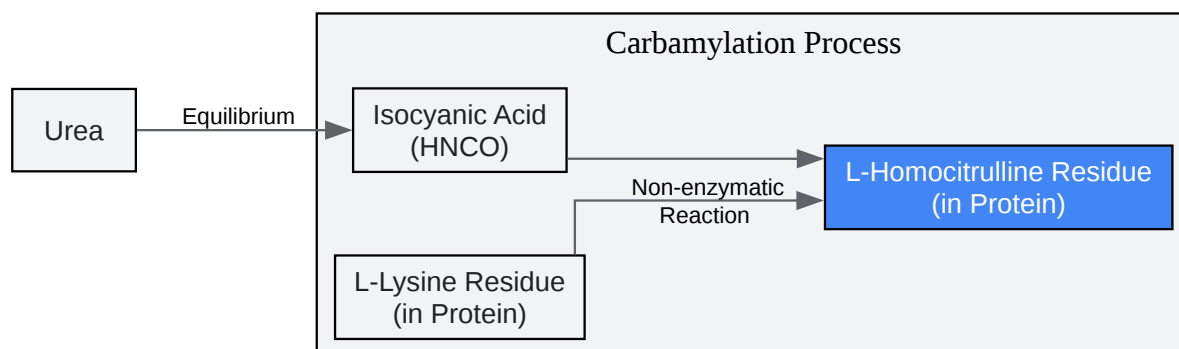 Carbamylation Process
Urea
Equilibrium
Isocyanic Acid
(HNCO)
L-Homocitrulline Residue
(in Protein)
Non-enzymatic
Reaction
L-Lysine Residue
(in Protein)